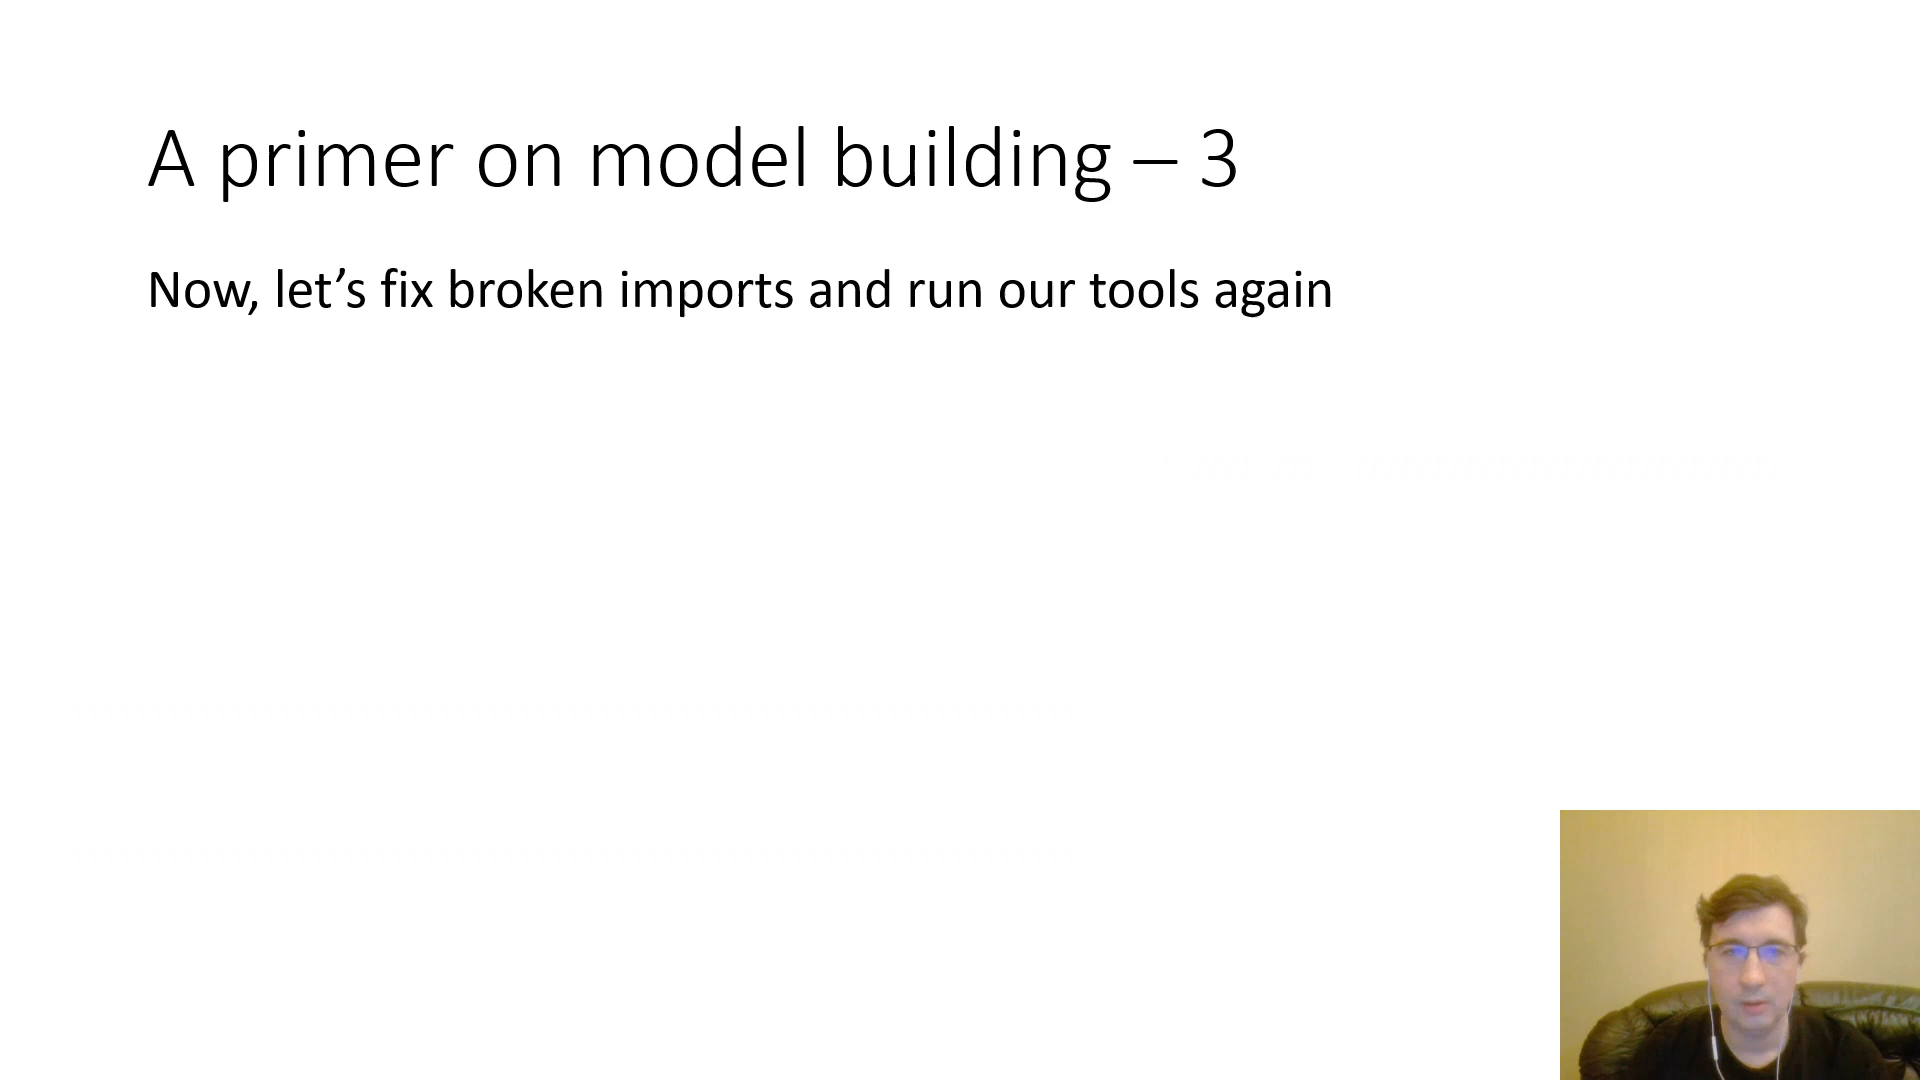 A primer on model building – 3
Now, let’s fix broken imports and run our tools again